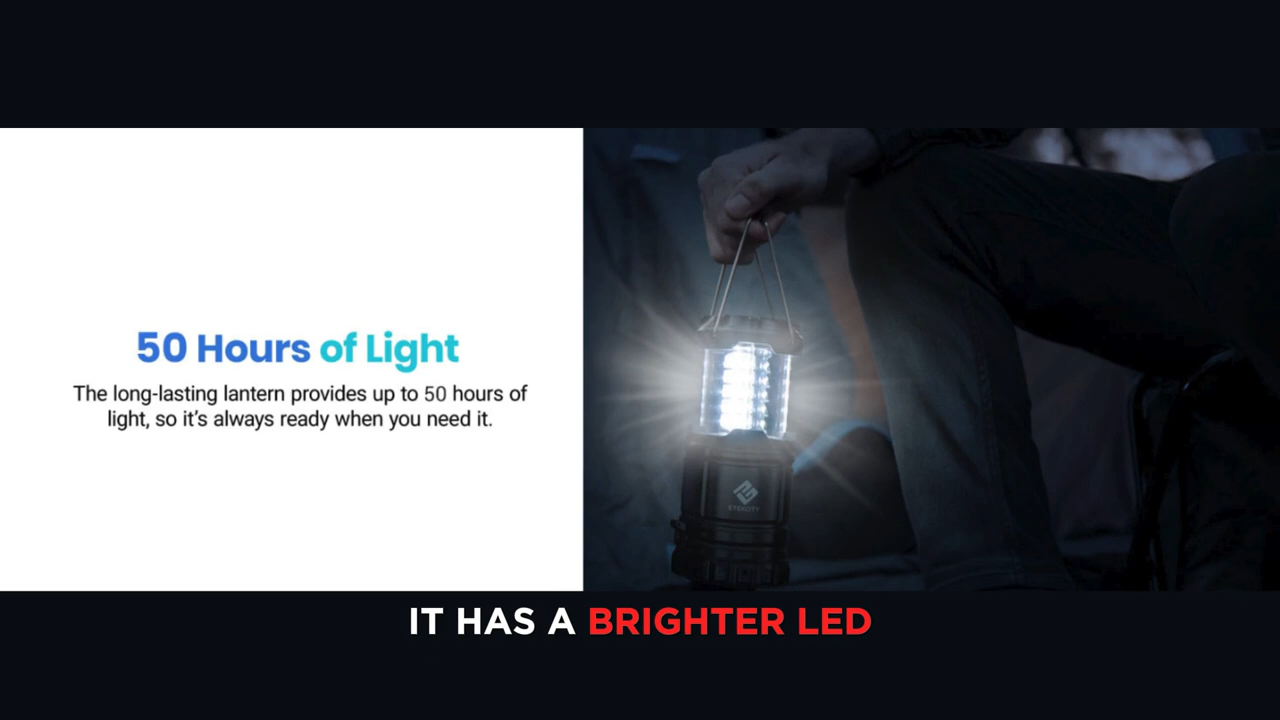 50 Hours of Light
The long-lasting lantern provides up to 50 hours of
light, so it's always ready when you need it.
ETEKCITY
IT HAS A BRIGHTER LED